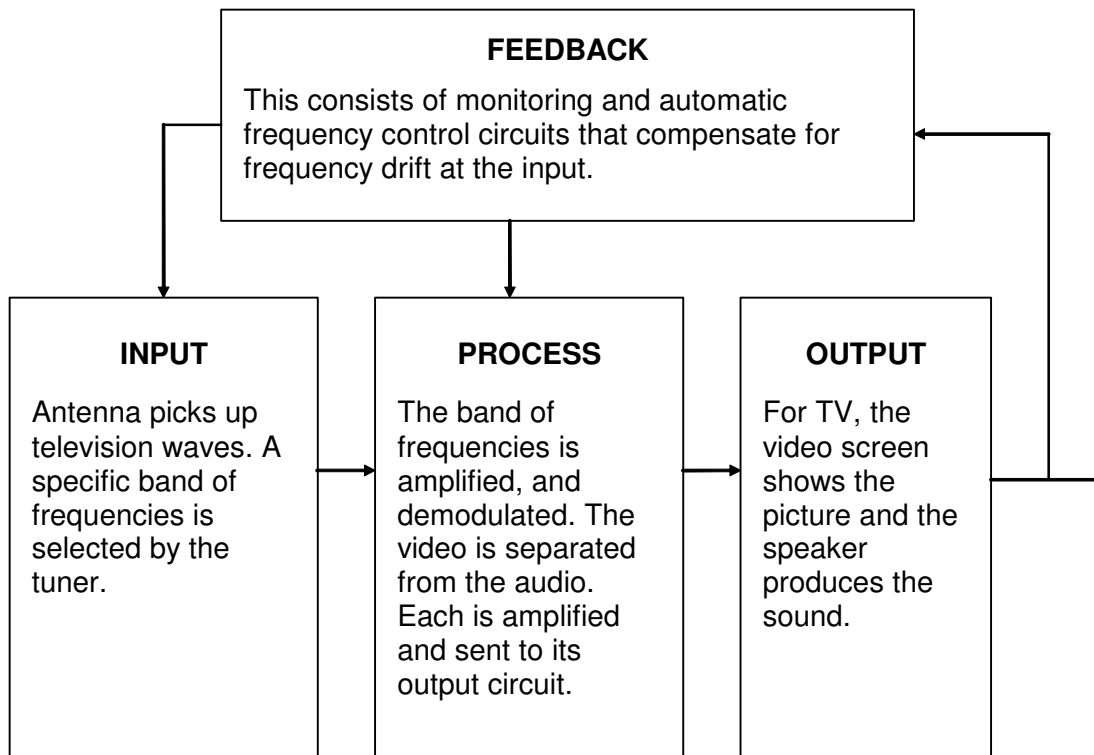 FEEDBACK
This consists of monitoring and automatic
frequency control circuits that compensate for
frequency drift at the input.
INPUT
Antenna picks up
television waves. A
specific band of
frequencies is
selected by the
tuner.
PROCESS
The band of
frequencies is
amplified, and
demodulated. The
video is separated
from the audio.
Each is amplified
and sent to its
output circuit.
OUTPUT
For TV, the
video screen
shows the
picture and the
speaker
produces the
sound.